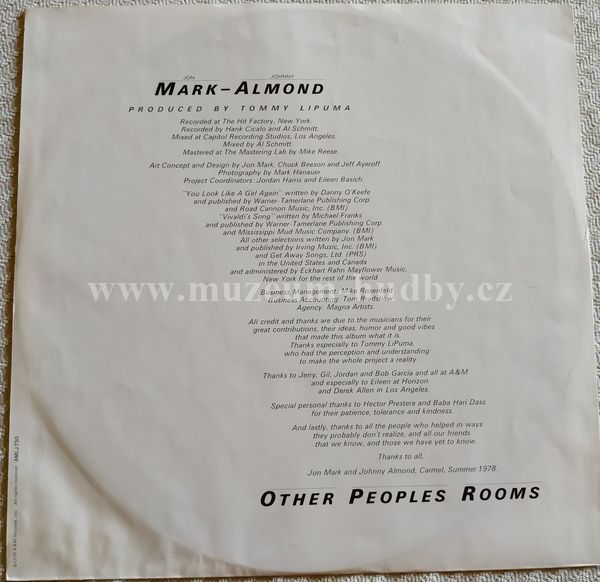 JON JOHNNY
MARK–ALMOND
PRODUCED BY TOMMY LIPUMA
Recorded at The Hit Factory, New York.
Recorded by Hank Cicalo and Al Schmitt.
Mixed at Capitol Recording Studios, Los Angeles.
Mixed by Al Schmitt.
Mastered at The Mastering Lab by Mike Reese.
Art Concept and Design by Jon Mark, Chuck Beeson and Jeff Ayeroff.
Photography by Mark Hanauer.
Project Coordinators: Jordan Harris and Eileen Basich.
"You Look Like A Girl Again" written by Danny O'Keefe
and published by Warner-Tamerlane Publishing Corp.
and Road Cannon Music, Inc. (BMI)
"Vivaldi's Song" written by Michael Franks
and published by Warner-Tamerlane Publishing Corp.
and Mississippi Mud Music Company. (BMI)
All other selections written by Jon Mark
and published by Irving Music, Inc. (BMI)
and Get Away Songs, Ltd. (PRS)
in the United States and Canada
and administered by Eckhart Rahn Mayflower Music,
New York for the rest of the world.
www.muzikant-hudby.cz
Business Management: Mike Rosenfeld
Business Accounting: Tom Bradshaw
Agency: Magna Artists.
All credit and thanks are due to the musicians for their
great contributions, their ideas, humor and good vibes
that made this album what it is.
Thanks especially to Tommy LiPuma,
who had the perception and understanding
to make the whole project a reality.
Thanks to Jerry, Gil, Jordan and Bob Garcia and all at A&M
and especially to Eileen at Horizon
and Derek Allen in Los Angeles.
Special personal thanks to Hector Prestera and Baba Hari Dass
for their patience, tolerance and kindness.
And lastly, thanks to all the people who helped in ways
they probably don't realize, and all our friends
that we know, and those we have yet to know.
Thanks to all,
Jon Mark and Johnny Almond, Carmel, Summer 1978.
OTHER PEOPLES ROOMS
©1978 A&M Records, Inc. All rights reserved. AMLJ 730